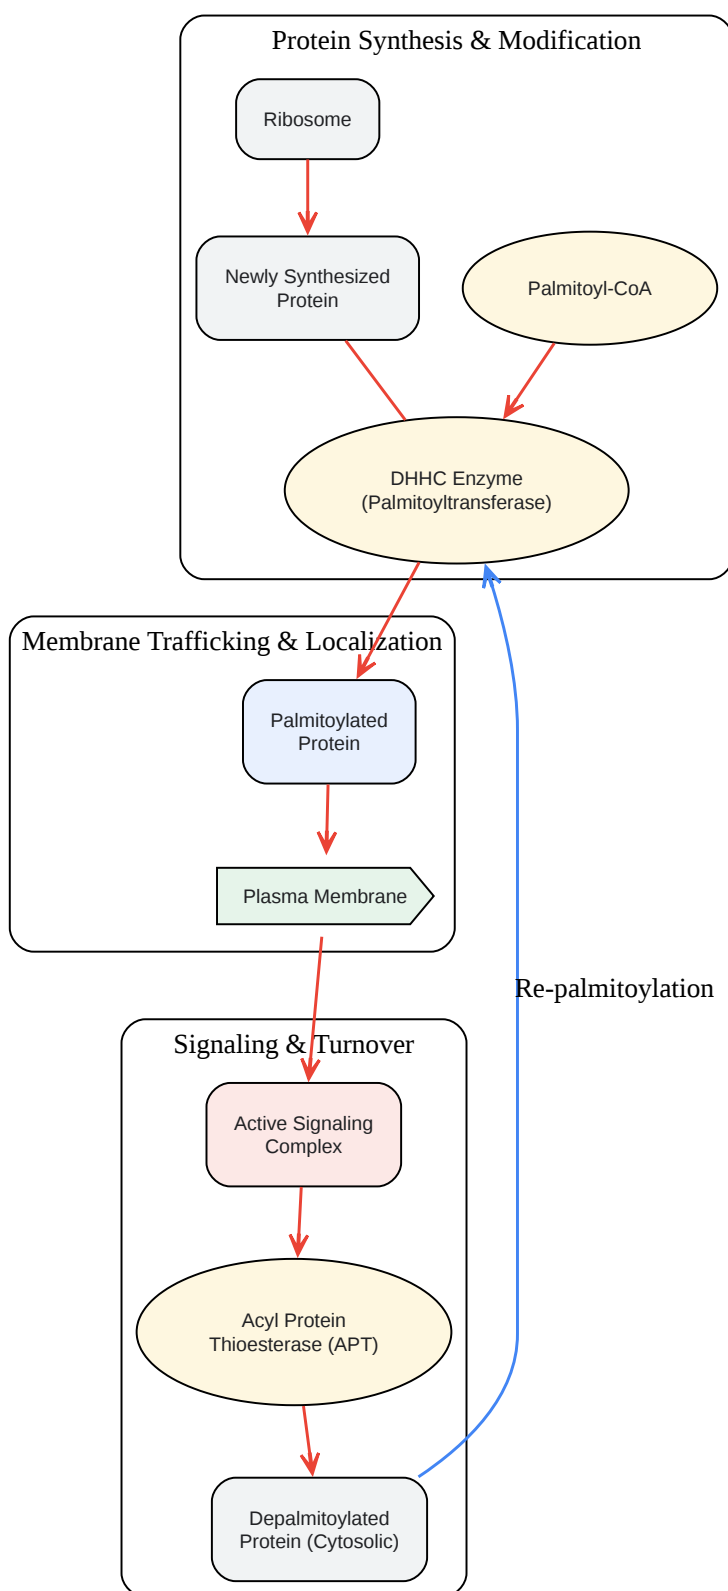 Protein Synthesis & Modification
Ribosome
Newly Synthesized
Protein
Palmitoyl-CoA
DHHC Enzyme
(Palmitoyltransferase)
Membrane Trafficking & Localization
Palmitoylated
Protein
Plasma Membrane
Re-palmitoylation
Signaling & Turnover
Active Signaling
Complex
Acyl Protein
Thioesterase (APT)
Depalmitoylated
Protein (Cytosolic)